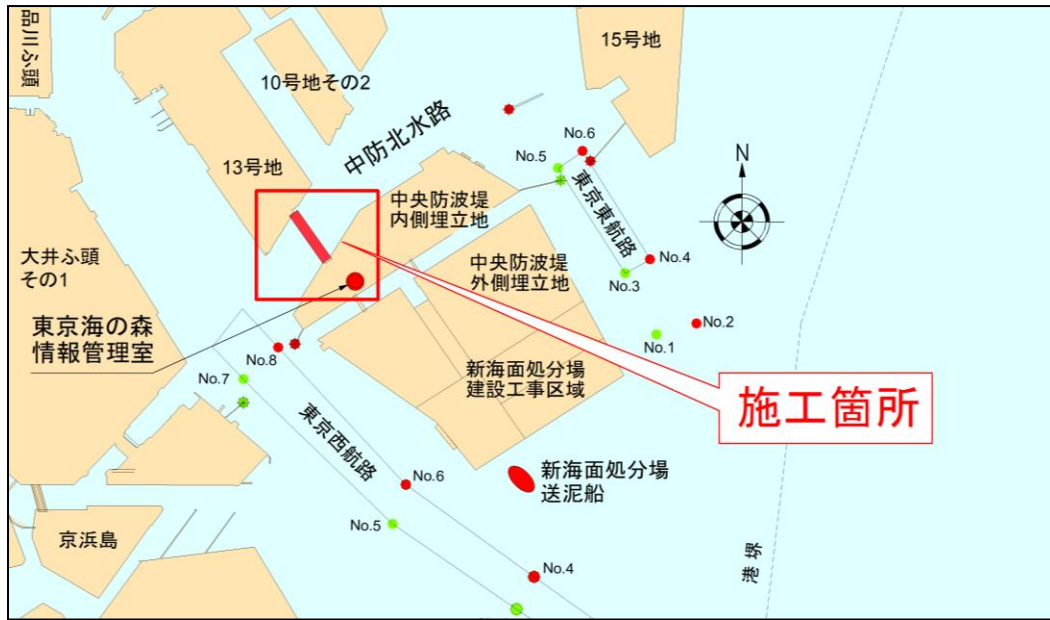 品川ふ頭
10号地その2
15号地
13号地
中防北水路
No.6
No.5
東京東航路
N
中央防波堤
内側埋立地
大井ふ頭
その1
中央防波堤
外側埋立地
No.4
No.3
東京海の森
情報管理室
No.2
No.1
No.8
No.7
新海面処分場
建設工事区域
施工箇所
東京西航路
No.6
新海面処分場
送泥船
No.5
京浜島
No.4
港堺